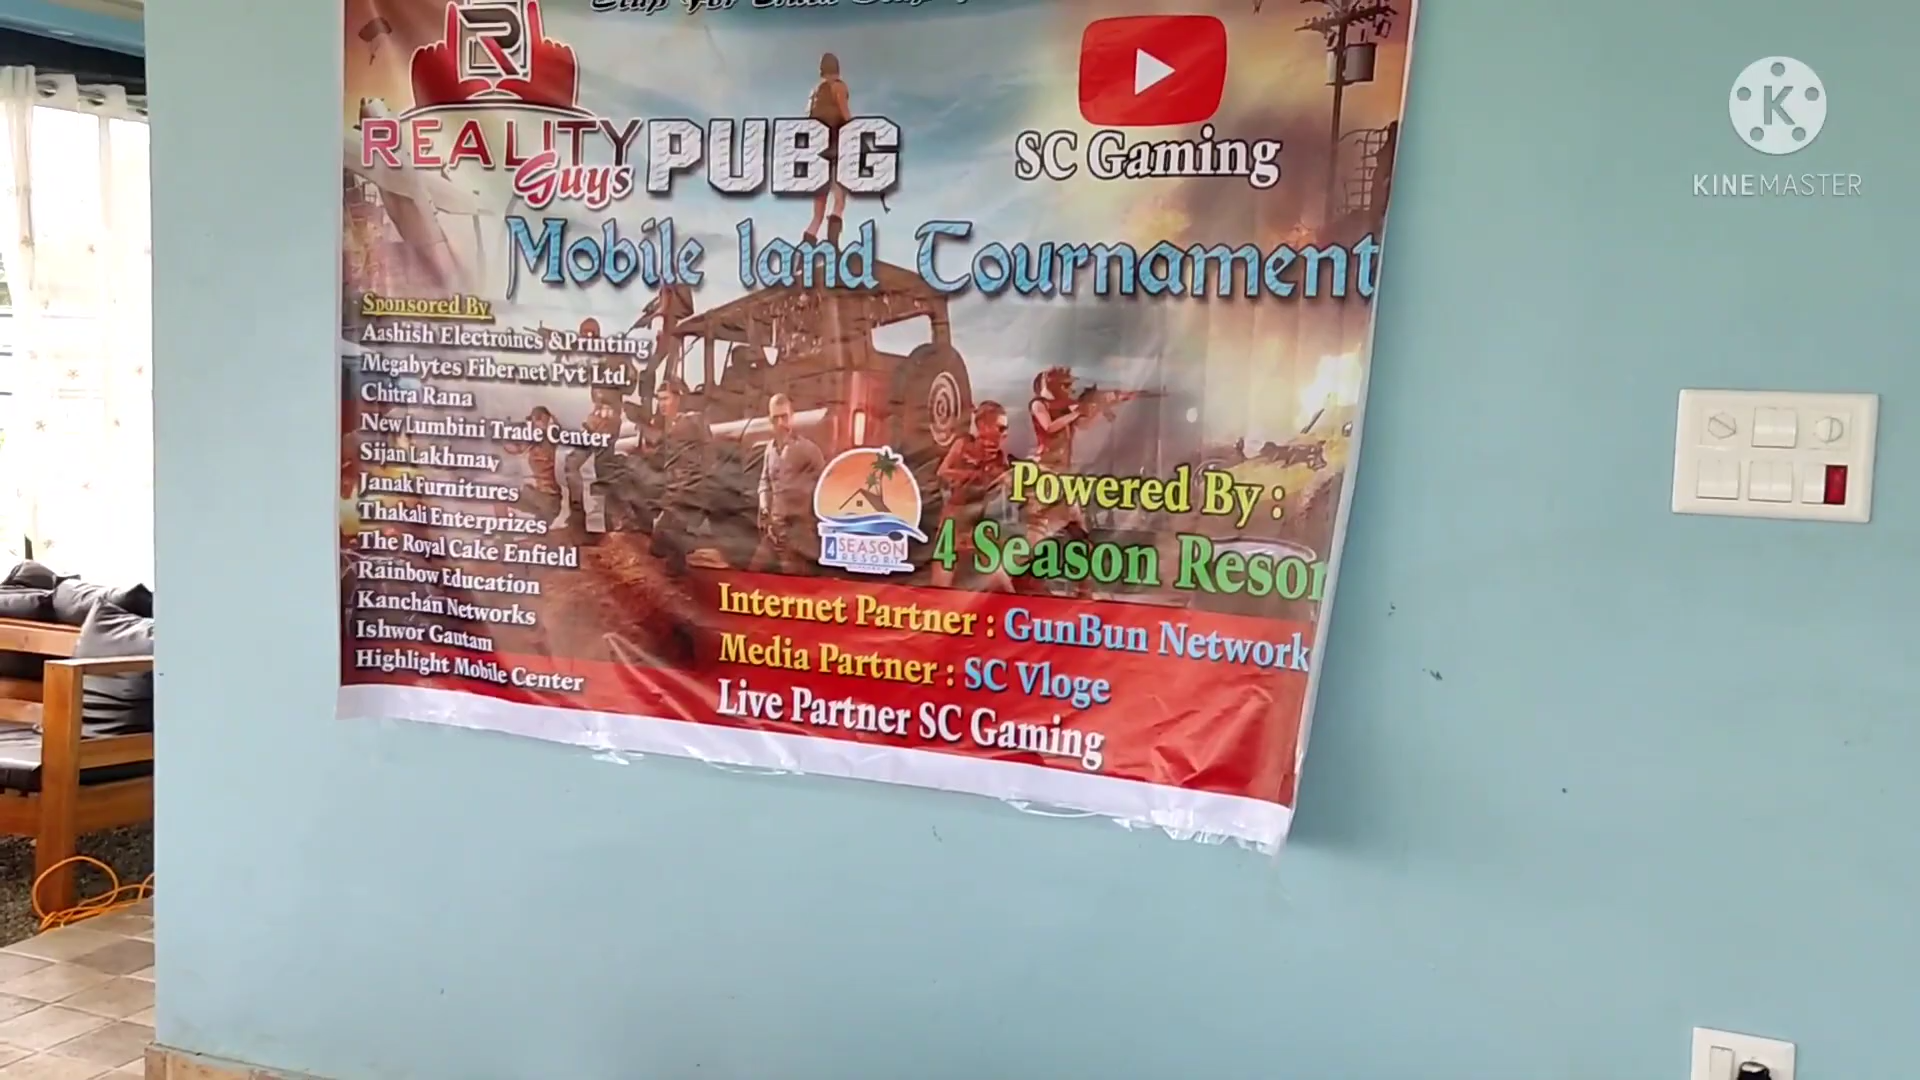 REALITY
Guys
PUBG
SC Gaming
Mobile land Tournament
Sponsored By
Aashish Electroincs &Printing
Megabytes Fiber net Pvt Ltd.
Chitra Rana
New Lumbini Trade Center
Sijan Lakhmay
Janak Furnitures
Thakali Enterprizes
The Royal Cake Enfield
Rainbow Education
Kanchan Networks
Ishwor Gautam
Highlight Mobile Center
4 SEASON
RESORT
Powered By :
4 Season Resor
Internet Partner : GunBun Network
Media Partner : SC Vloge
Live Partner SC Gaming
K
KINEMASTER